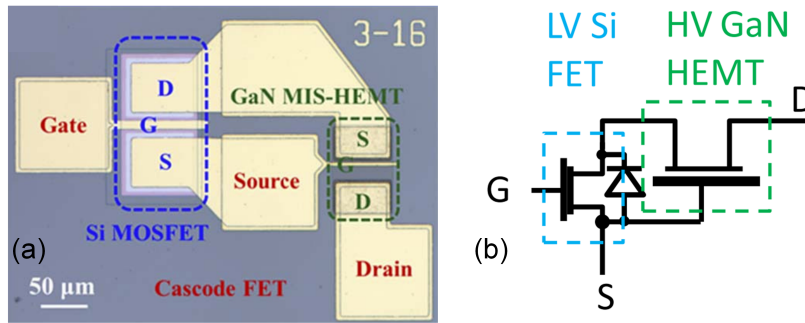 3-16
D
GaN MIS-HEMT
Gate
G
S
S
Source
G
D
Si MOSFET
Drain
(a)
50 µm
Cascode FET
LV Si
FET
HV GaN
HEMT
D
G
(b)
S